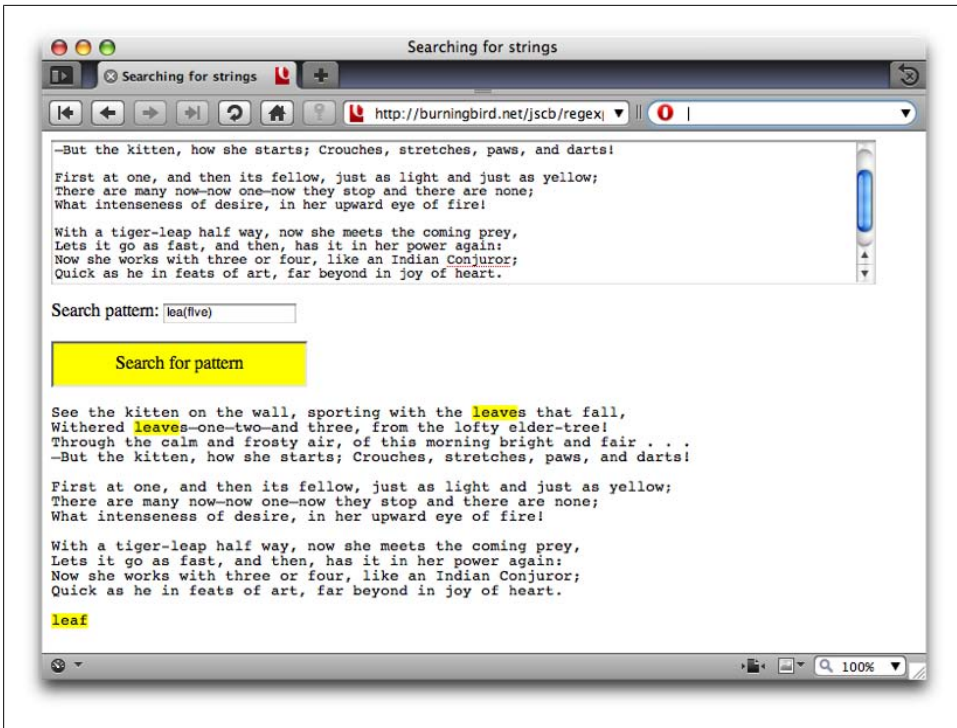 Searching for strings
Searching for strings
http://burningbird.net/jscb/regex
—But the kitten, how she starts; Crouches, stretches, paws, and darts!
First at one, and then its fellow, just as light and just as yellow;
There are many now—now one—now they stop and there are none;
What intenseness of desire, in her upward eye of fire!
With a tiger-leap half way, now she meets the coming prey,
Lets it go as fast, and then, has it in her power again:
Now she works with three or four, like an Indian Conjuror;
Quick as he in feats of art, far beyond in joy of heart.
Search pattern: lea(f|ve)
Search for pattern
See the kitten on the wall, sporting with the leaves that fall,
Withered leaves—one—two—and three, from the lofty elder-tree!
Through the calm and frosty air, of this morning bright and fair . . .
—But the kitten, how she starts; Crouches, stretches, paws, and darts!
First at one, and then its fellow, just as light and just as yellow;
There are many now—now one—now they stop and there are none;
What intenseness of desire, in her upward eye of fire!
With a tiger-leap half way, now she meets the coming prey,
Lets it go as fast, and then, has it in her power again:
Now she works with three or four, like an Indian Conjuror;
Quick as he in feats of art, far beyond in joy of heart.
leaf
100%